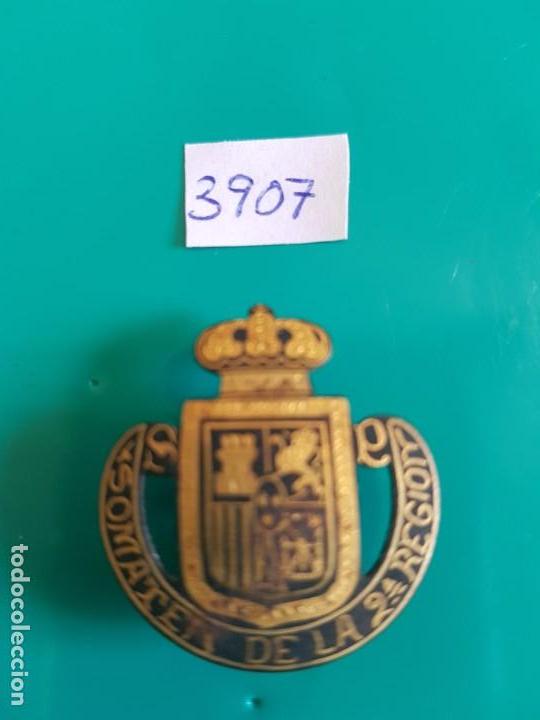 3907
S P
SOMATEN DE LA 2ª REGION
todocoleccion